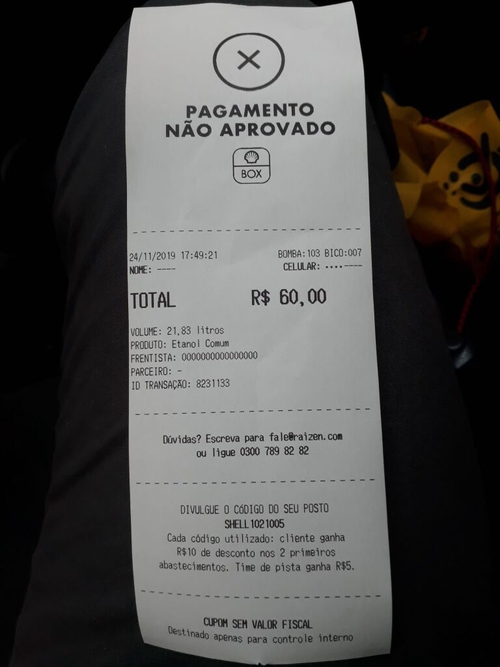 PAGAMENTO
NÃO APROVADO
BOX
24/11/2019 17:49:21 BOMBA:103 BICO:007
NOME: ---- CELULAR: ....----
TOTAL R$ 60,00
VOLUME: 21,83 litros
PRODUTO: Etanol Comum
FRENTISTA: 0000000000000000
PARCEIRO: -
ID TRANSAÇÃO: 8231133
Dúvidas? Escreva para fale@raizen.com
ou ligue 0300 789 82 82
DIVULGUE O CÓDIGO DO SEU POSTO
SHELL1021005
Cada código utilizado: cliente ganha
R$10 de desconto nos 2 primeiros
abastecimentos. Time de pista ganha R$5.
CUPOM SEM VALOR FISCAL
Destinado apenas para controle interno